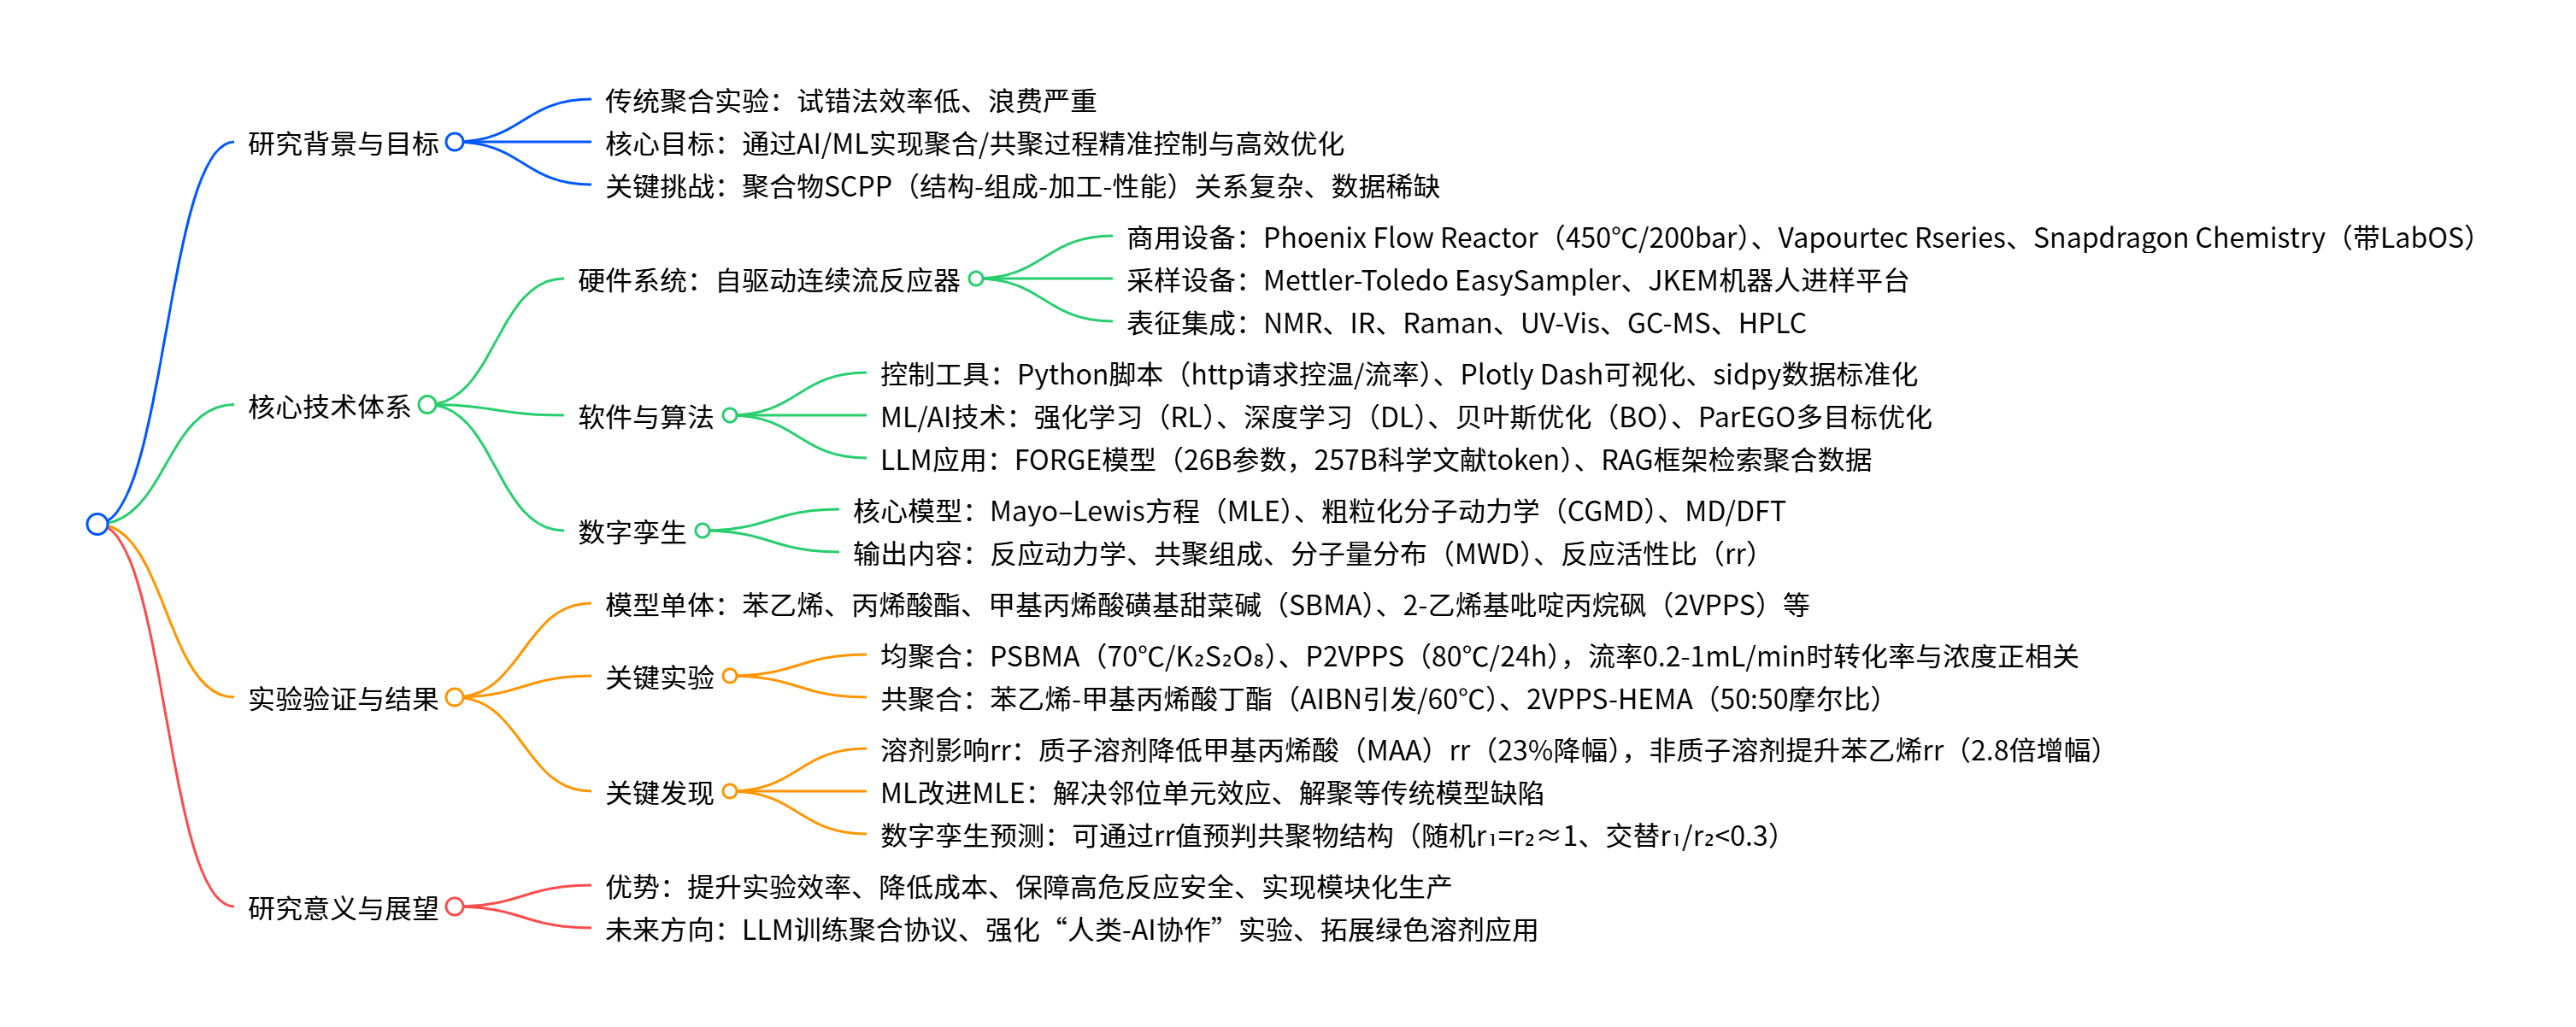 研究背景与目标
传统聚合实验：试错法效率低、浪费严重
核心目标：通过AI/ML实现聚合/共聚过程精准控制与高效优化
关键挑战：聚合物SCPP（结构-组成-加工-性能）关系复杂、数据稀缺
核心技术体系
硬件系统：自驱动连续流反应器
商用设备：Phoenix Flow Reactor（450℃/200bar）、Vapourtec Rseries、Snapdragon Chemistry（带LabOS）
采样设备：Mettler-Toledo EasySampler、JKEM机器人进样平台
表征集成：NMR、IR、Raman、UV-Vis、GC-MS、HPLC
软件与算法
控制工具：Python脚本（http请求控温/流率）、Plotly Dash可视化、sidpy数据标准化
ML/AI技术：强化学习（RL）、深度学习（DL）、贝叶斯优化（BO）、ParEGO多目标优化
LLM应用：FORGE模型（26B参数，257B科学文献token）、RAG框架检索聚合数据
数字孪生
核心模型：Mayo–Lewis方程（MLE）、粗粒化分子动力学（CGMD）、MD/DFT
输出内容：反应动力学、共聚组成、分子量分布（MWD）、反应活性比（rr）
实验验证与结果
模型单体：苯乙烯、丙烯酸酯、甲基丙烯酸磺基甜菜碱（SBMA）、2-乙烯基吡啶丙烷砜（2VPPS）等
关键实验
均聚合：PSBMA（70℃/K₂S₂O₈）、P2VPPS（80℃/24h），流率0.2-1mL/min时转化率与浓度正相关
共聚合：苯乙烯-甲基丙烯酸丁酯（AIBN引发/60℃）、2VPPS-HEMA（50:50摩尔比）
关键发现
溶剂影响rr：质子溶剂降低甲基丙烯酸（MAA）rr（23%降幅），非质子溶剂提升苯乙烯rr（2.8倍增幅）
ML改进MLE：解决邻位单元效应、解聚等传统模型缺陷
数字孪生预测：可通过rr值预判共聚物结构（随机r₁=r₂≈1、交替r₁/r₂<0.3）
研究意义与展望
优势：提升实验效率、降低成本、保障高危反应安全、实现模块化生产
未来方向：LLM训练聚合协议、强化“人类-AI协作”实验、拓展绿色溶剂应用